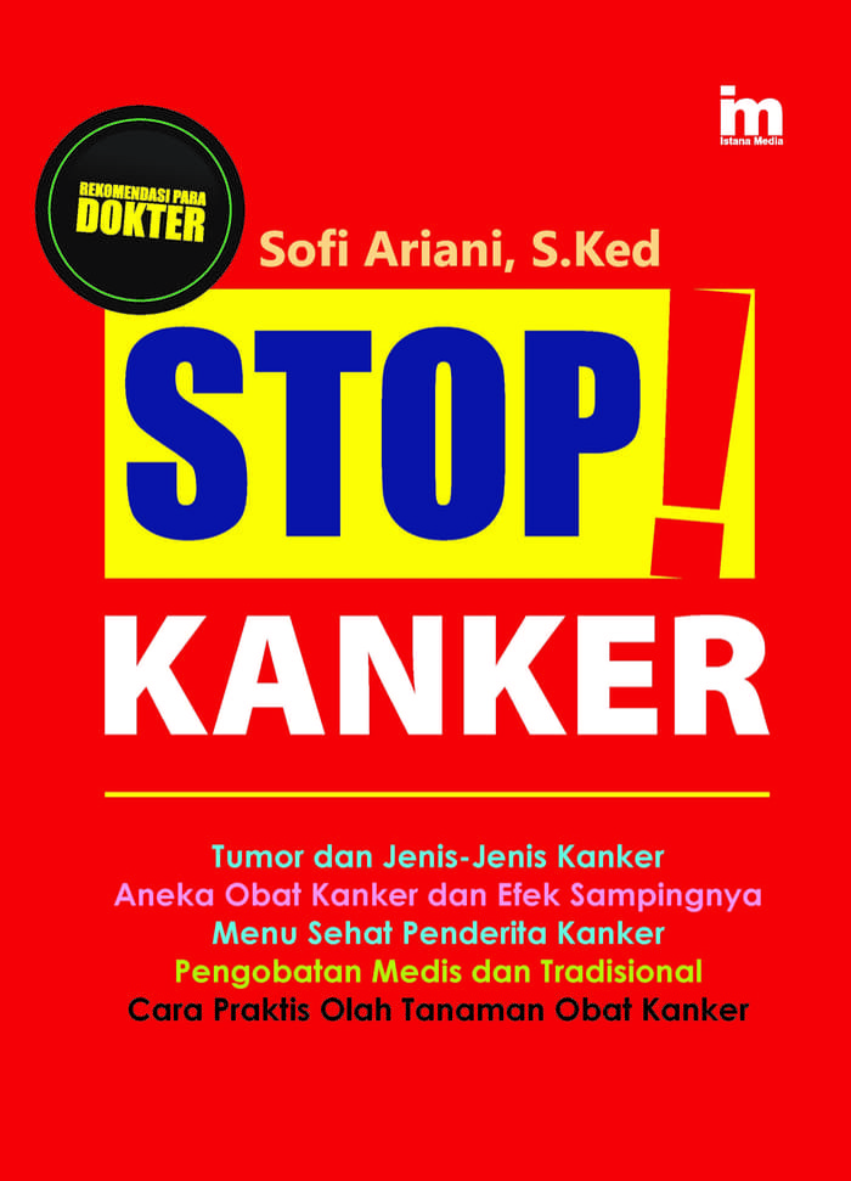 im
Istana Media
REKOMENDASI PARA
DOKTER
Sofi Ariani, S.Ked
STOP!
KANKER
Tumor dan Jenis-Jenis Kanker
Aneka Obat Kanker dan Efek Sampingnya
Menu Sehat Penderita Kanker
Pengobatan Medis dan Tradisional
Cara Praktis Olah Tanaman Obat Kanker